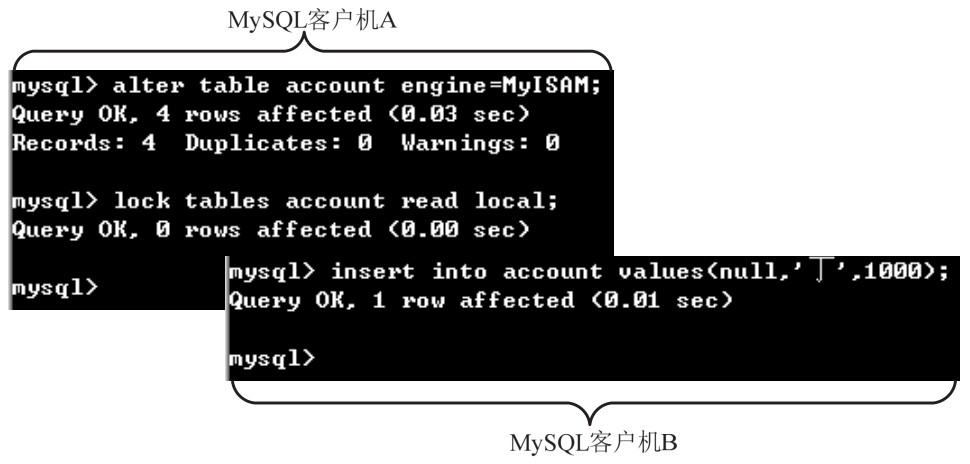 MySQL客户机A
mysql> alter table account engine=MyISAM;
Query OK, 4 rows affected (0.03 sec)
Records: 4  Duplicates: 0  Warnings: 0
mysql> lock tables account read local;
Query OK, 0 rows affected (0.00 sec)
mysql>
mysql> insert into account values(null,'丁',1000);
Query OK, 1 row affected (0.01 sec)
mysql>
MySQL客户机B